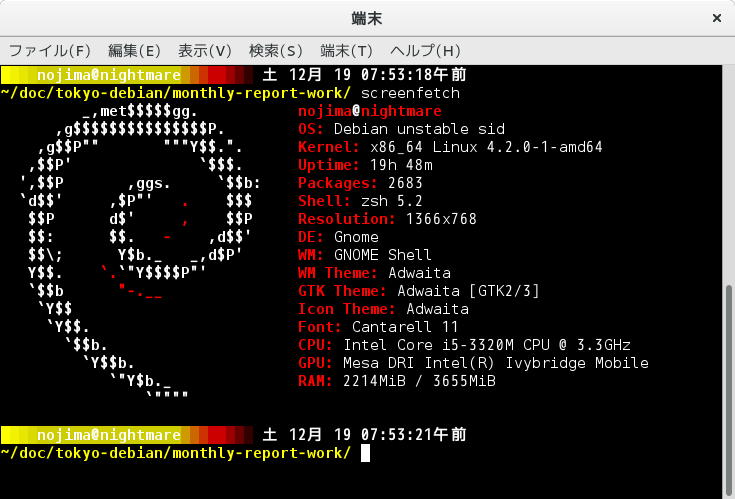 端末
ファイル(F) 編集(E) 表示(V) 検索(S) 端末(T) ヘルプ(H)
nojima@nightmare 土 12月 19 07:53:18午前
~/doc/tokyo-debian/monthly-report-work/ screenfetch
_,met$$$$$gg. nojima@nightmare
,g$$$$$$$$$$$$$$$P. OS: Debian unstable sid
,g$$P"" """Y$$.". Kernel: x86_64 Linux 4.2.0-1-amd64
,$$P' `$$$. Uptime: 19h 48m
',$$P ,ggs. `$$b: Packages: 2683
`d$$' ,$P"' . $$$ Shell: zsh 5.2
$$P d$' , $$P Resolution: 1366x768
$$: $$. - ,d$$' DE: Gnome
$$\; Y$b._ _,d$P' WM: GNOME Shell
Y$$. `.`"Y$$$$P"' WM Theme: Adwaita
`$$b "-.__ GTK Theme: Adwaita [GTK2/3]
`Y$$ Icon Theme: Adwaita
`Y$$. Font: Cantarell 11
`$$b. CPU: Intel Core i5-3320M CPU @ 3.3GHz
`Y$$b. GPU: Mesa DRI Intel(R) Ivybridge Mobile
`"Y$b._ RAM: 2214MiB / 3655MiB
`""""
nojima@nightmare 土 12月 19 07:53:21午前
~/doc/tokyo-debian/monthly-report-work/